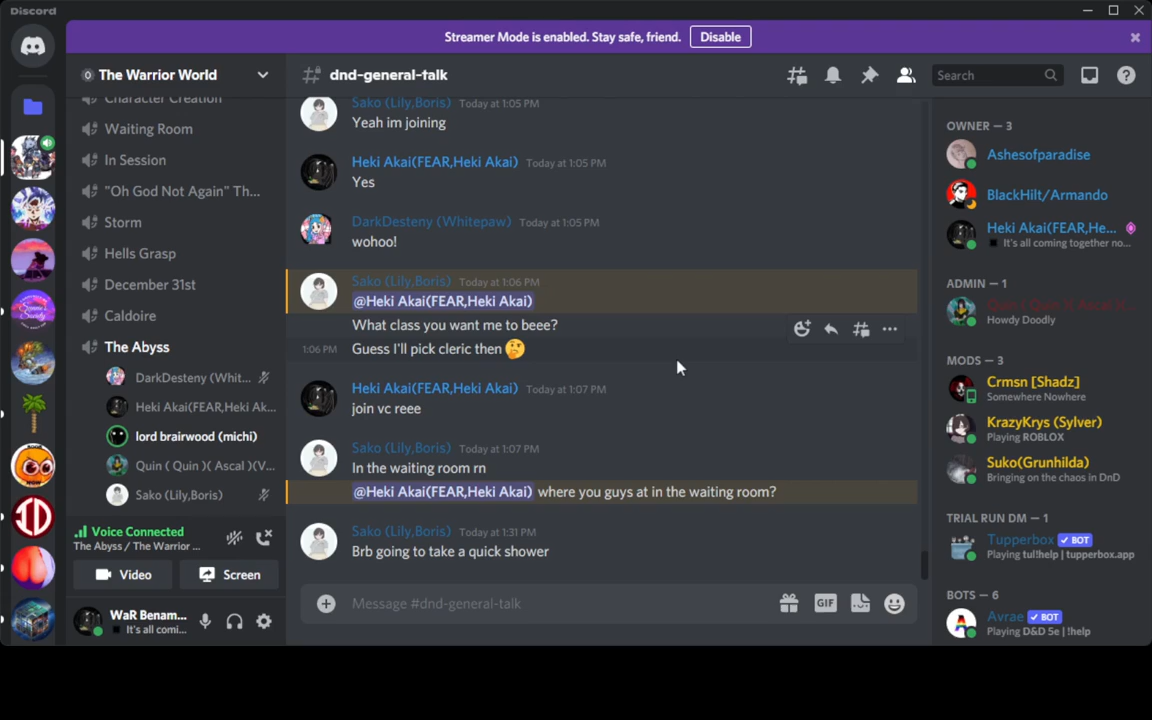 Discord
Streamer Mode is enabled. Stay safe, friend.
Disable
The Warrior World
Character Creation
Waiting Room
In Session
"Oh God Not Again" Th...
Storm
Hells Grasp
December 31st
Caldoire
The Abyss
DarkDesteny (Whit...
Heki Akai(FEAR,Heki Ak...
lord brairwood (michi)
Quin ( Quin )( Ascal )(V...
Sako (Lily,Boris)
Voice Connected
The Abyss / The Warrior ...
Video
Screen
WaR Benam...
It's all comi...
dnd-general-talk
Search
Sako (Lily,Boris) Today at 1:05 PM
Yeah im joining
Heki Akai(FEAR,Heki Akai) Today at 1:05 PM
Yes
DarkDesteny (Whitepaw) Today at 1:05 PM
wohoo!
Sako (Lily,Boris) Today at 1:06 PM
@Heki Akai(FEAR,Heki Akai)
What class you want me to beee?
1:06 PM Guess I'll pick cleric then 🤔
Heki Akai(FEAR,Heki Akai) Today at 1:07 PM
join vc reee
Sako (Lily,Boris) Today at 1:07 PM
In the waiting room rn
@Heki Akai(FEAR,Heki Akai) where you guys at in the waiting room?
Sako (Lily,Boris) Today at 1:31 PM
Brb going to take a quick shower
Message #dnd-general-talk
GIF
OWNER — 3
Ashesofparadise
BlackHilt/Armando
Heki Akai(FEAR,He...
It's all coming together no...
ADMIN — 1
Howdy Doodly
MODS — 3
Crmsn [Shadz]
Somewhere Nowhere
KrazyKrys (Sylver)
Playing ROBLOX
Suko(Grunhilda)
Bringing on the chaos in DnD
TRIAL RUN DM — 1
Tupperbox ✓ BOT
Playing tul!help | tupperbox.app
BOTS — 6
Avrae ✓ BOT
Playing D&D 5e | !help